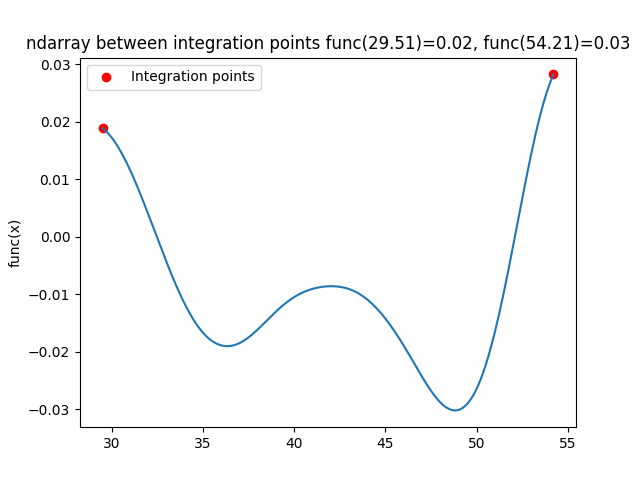 ndarray between integration points func(29.51)=0.02, func(54.21)=0.03
Integration points
func(x)
0.03
0.02
0.01
0.00
−0.01
−0.02
−0.03
30 35 40 45 50 55